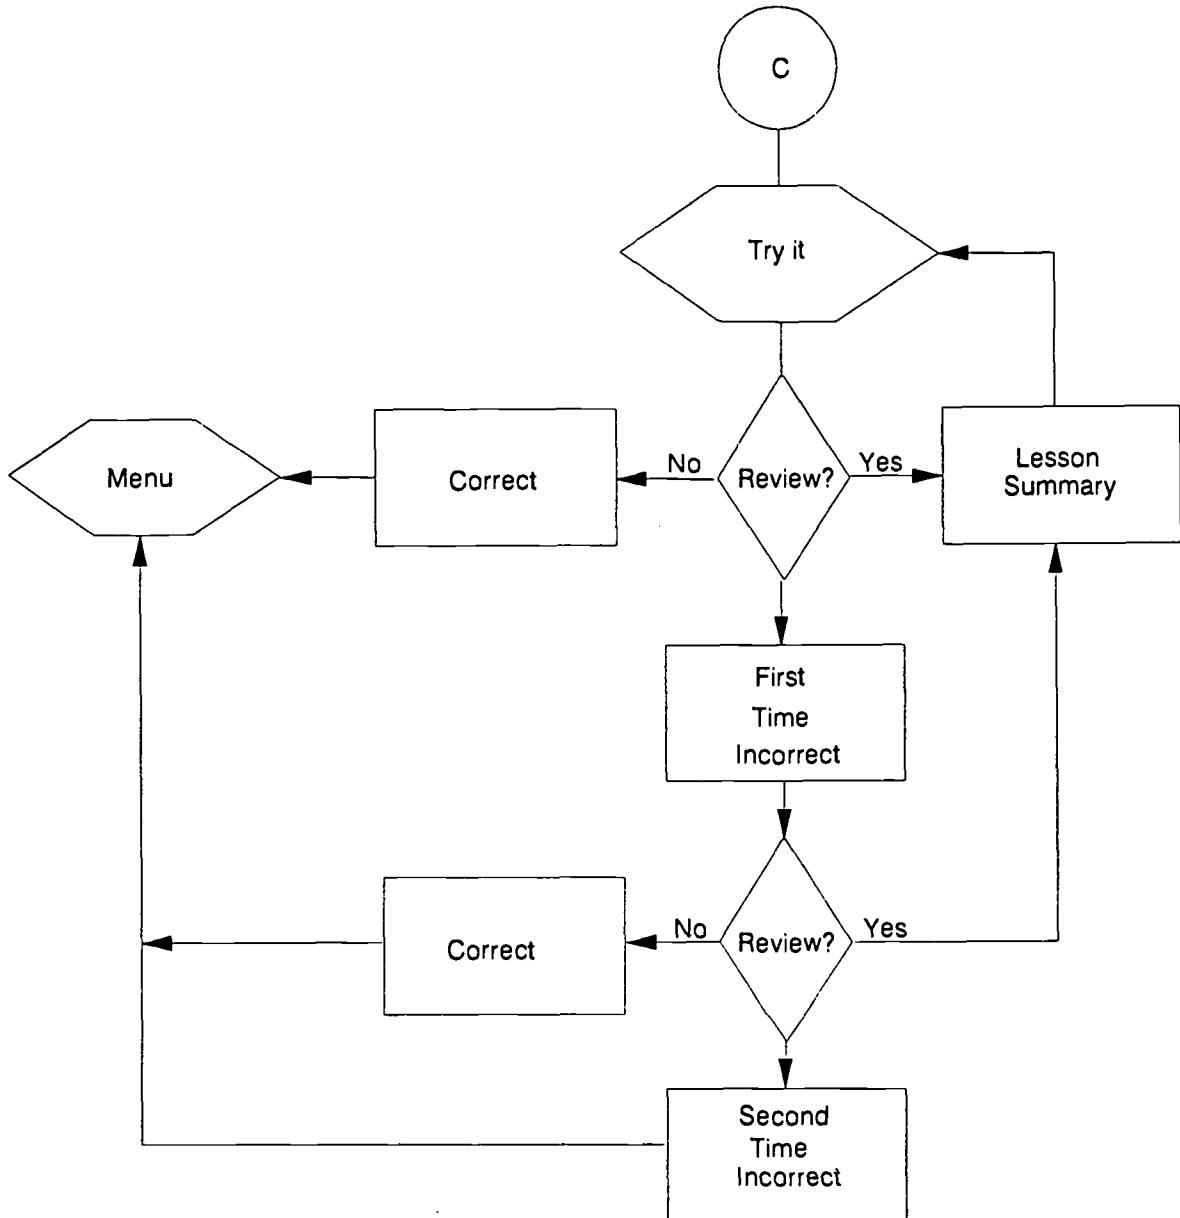 C
Try it
Menu
Correct
No
Review?
Yes
Lesson
Summary
First
Time
Incorrect
Correct
No
Review?
Yes
Second
Time
Incorrect